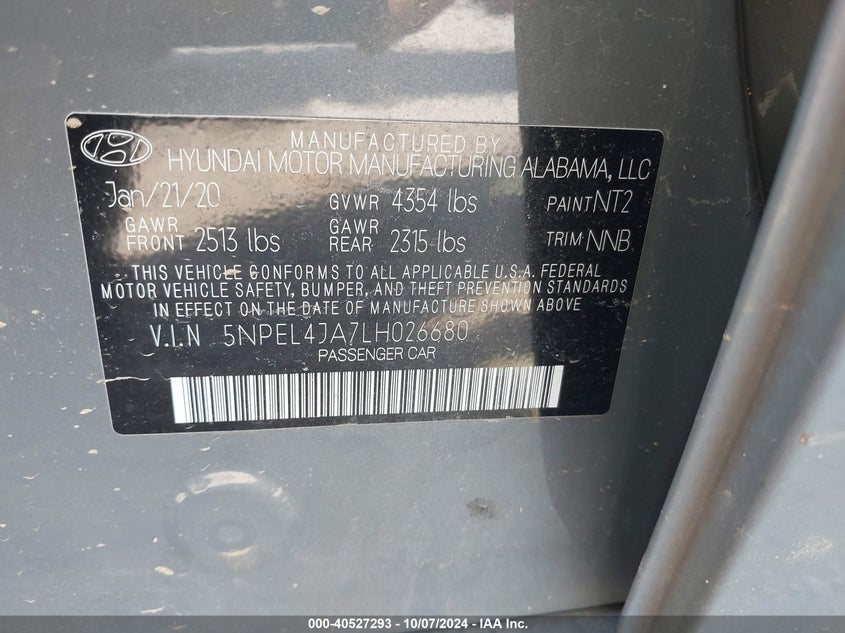 MANUFACTURED BY
HYUNDAI MOTOR MANUFACTURING ALABAMA, LLC
Jan/21/20 GVWR 4354 lbs PAINT NT2
GAWR FRONT 2513 lbs GAWR REAR 2315 lbs TRIM NNB
THIS VEHICLE CONFORMS TO ALL APPLICABLE U.S.A. FEDERAL
MOTOR VEHICLE SAFETY, BUMPER, AND THEFT PREVENTION STANDARDS
IN EFFECT ON THE DATE OF MANUFACTURE SHOWN ABOVE
V.I.N 5NPEL4JA7LH026680
PASSENGER CAR
000-40527293 - 10/07/2024 - IAA Inc.